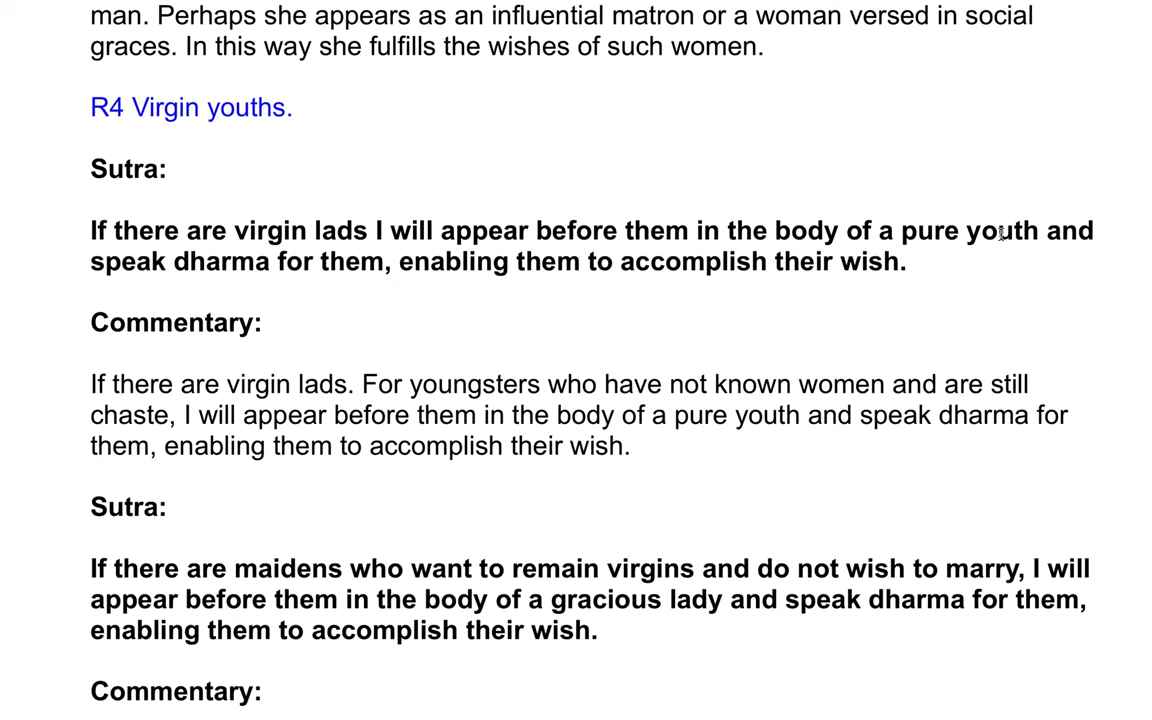 man. Perhaps she appears as an influential matron or a woman versed in social
graces. In this way she fulfills the wishes of such women.
R4 Virgin youths.
Sutra:
If there are virgin lads I will appear before them in the body of a pure youth and
speak dharma for them, enabling them to accomplish their wish.
Commentary:
If there are virgin lads. For youngsters who have not known women and are still
chaste, I will appear before them in the body of a pure youth and speak dharma for
them, enabling them to accomplish their wish.
Sutra:
If there are maidens who want to remain virgins and do not wish to marry, I will
appear before them in the body of a gracious lady and speak dharma for them,
enabling them to accomplish their wish.
Commentary: